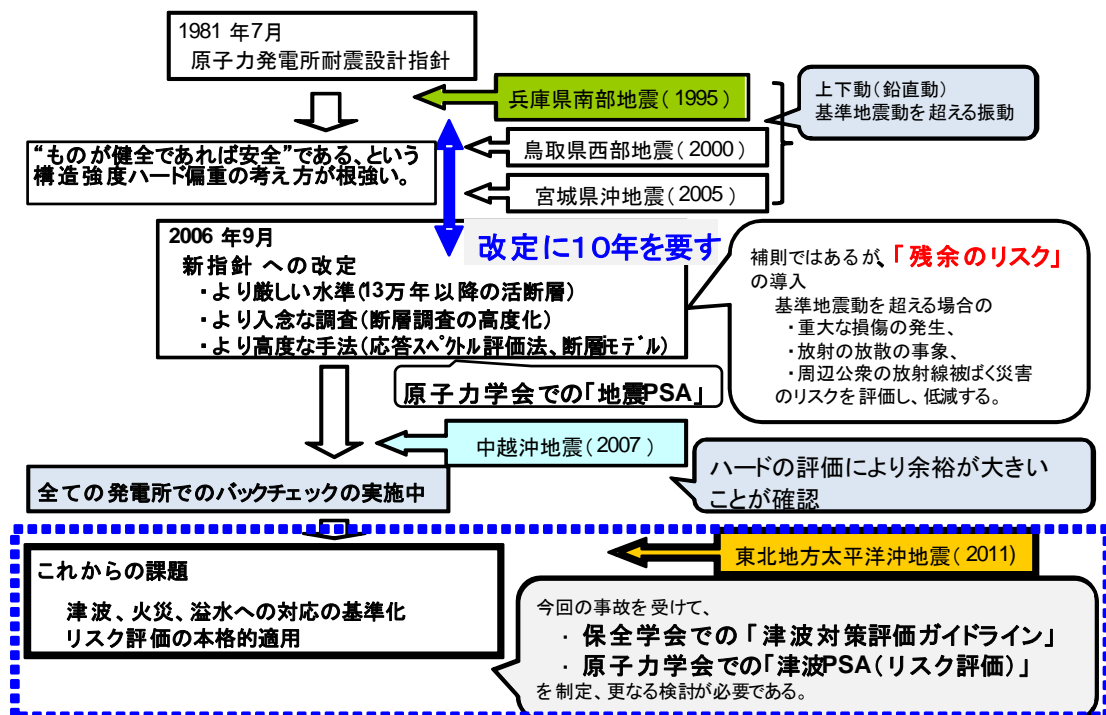 1981 年7月
原子力発電所耐震設計指針
兵庫県南部地震(1995)
上下動(鉛直動)
基準地震動を超える振動
“ものが健全であれば安全”である、という
構造強度ハード偏重の考え方が根強い。
鳥取県西部地震(2000)
宮城県沖地震(2005)
改定に10年を要す
2006 年9月
新指針 への改定
・より厳しい水準(13万年以降の活断層)
・より入念な調査(断層調査の高度化)
・より高度な手法(応答スペクトル評価法、断層モデル)
補則ではあるが、「残余のリスク」
の導入
基準地震動を超える場合の
・重大な損傷の発生、
・放射の放散の事象、
・周辺公衆の放射線被ばく災害
のリスクを評価し、低減する。
原子力学会での「地震PSA」
中越沖地震(2007)
ハードの評価により余裕が大きい
ことが確認
全ての発電所でのバックチェックの実施中
東北地方太平洋沖地震(2011)
これからの課題
津波、火災、溢水への対応の基準化
リスク評価の本格的適用
今回の事故を受けて、
・ 保全学会での「津波対策評価ガイドライン」
・ 原子力学会での「津波PSA(リスク評価)」
を制定、更なる検討が必要である。